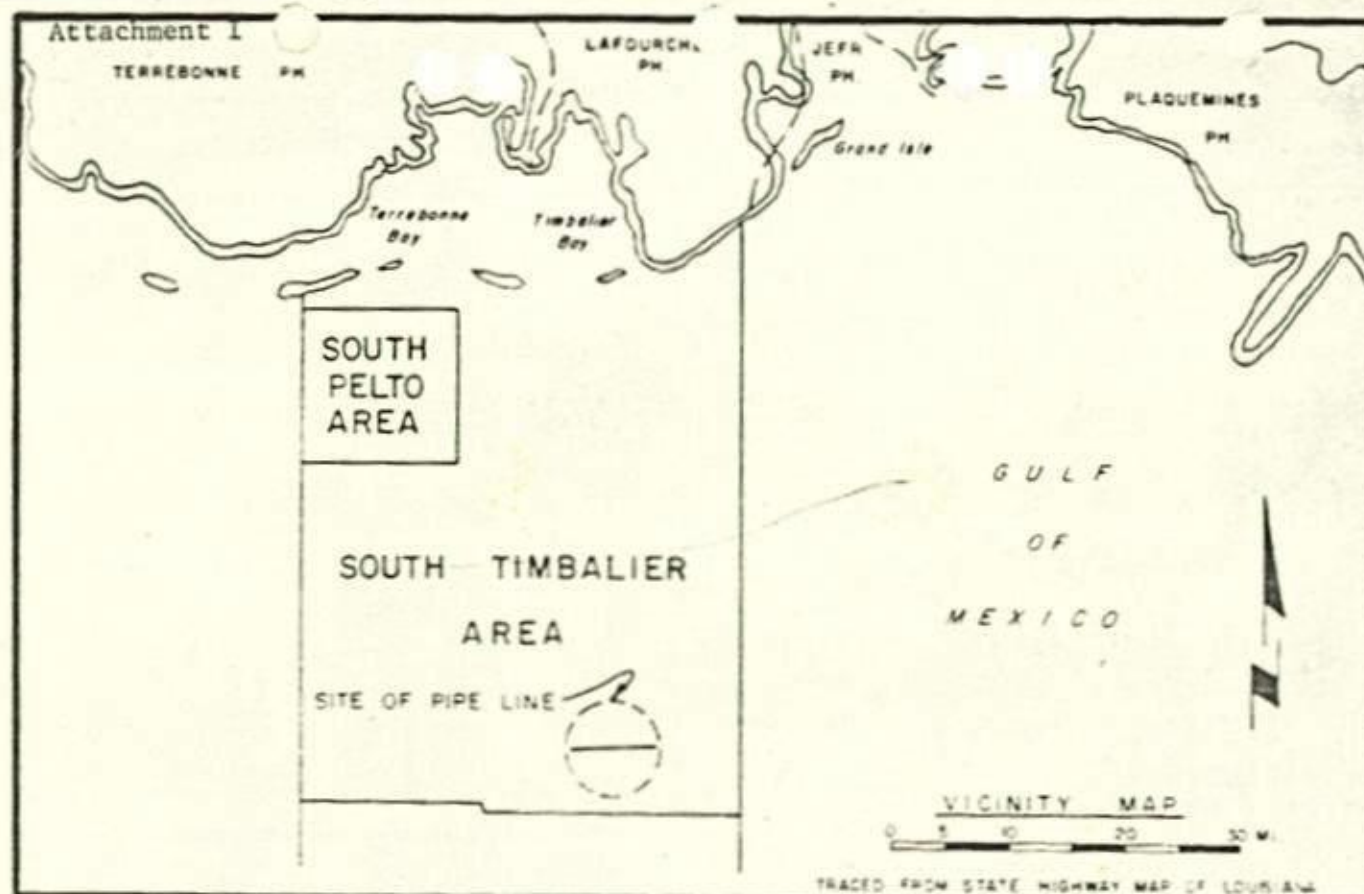 Attachment 1
TERREBONNE PH.
LAFOURCHE
PH.
JEFR
PH.
PLAQUEMINES
PH.
Grand Isle
Terrebonne
Bay
Timbalier
Bay
SOUTH
PELTO
AREA
GULF
OF
MEXICO
SOUTH TIMBALIER
AREA
SITE OF PIPE LINE
VICINITY MAP
0 5 10 20 30 MI.
TRACED FROM STATE HIGHWAY MAP OF LOUISIANA